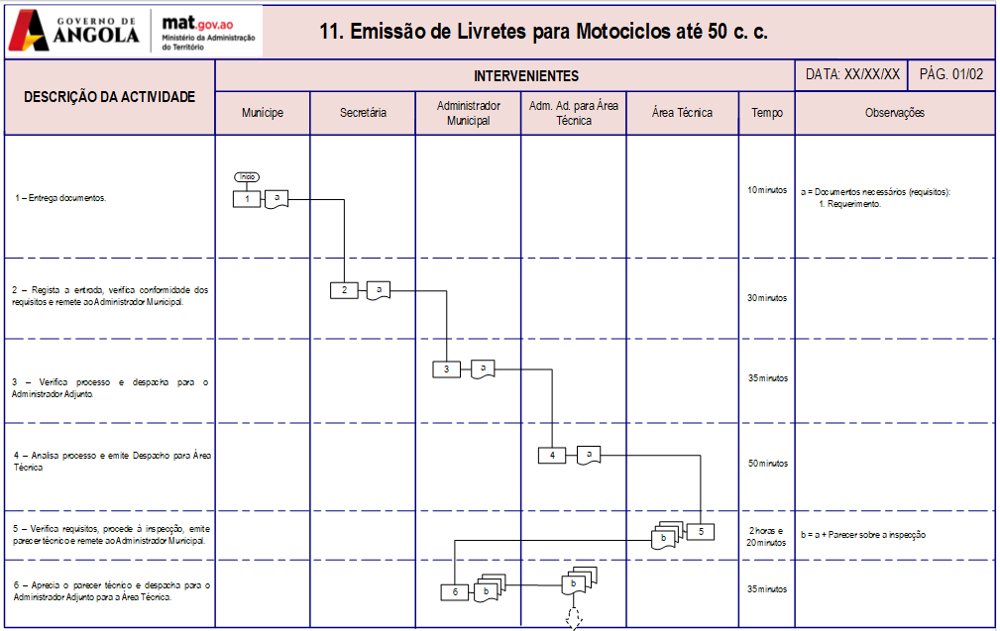 GOVERNO DE
ANGOLA
mat.gov.ao
Ministério da Administração
do Território
11. Emissão de Livretes para Motociclos até 50 c. c.
DESCRIÇÃO DA ACTIVIDADE
INTERVENIENTES
DATA: XX/XX/XX
PÁG. 01/02
Municipe
Secretária
Administrador
Municipal
Adm. Ad. para Área
Técnica
Área Técnica
Tempo
Observações
1 – Entrega documentos.
Início
1
a
10 minutos
a = Documentos necessários (requisitos):
1. Requerimento.
2 – Regista a entrada, verifica conformidade dos
requisitos e remete ao Administrador Municipal.
2
a
30 minutos
3 – Verifica processo e despacha para o
Administrador Adjunto.
3
a
35 minutos
4 – Analisa processo e emite Despacho para Área
Técnica
4
a
50 minutos
5 – Verifica requisitos, procede à inspecção, emite
parecer técnico e remete ao Administrador Municipal.
b
5
2 horas e
20 minutos
b = a + Parecer sobre a inspecção
6 – Aprecia o parecer técnico e despacha para o
Administrador Adjunto para a Área Técnica.
6
b
b
35 minutos